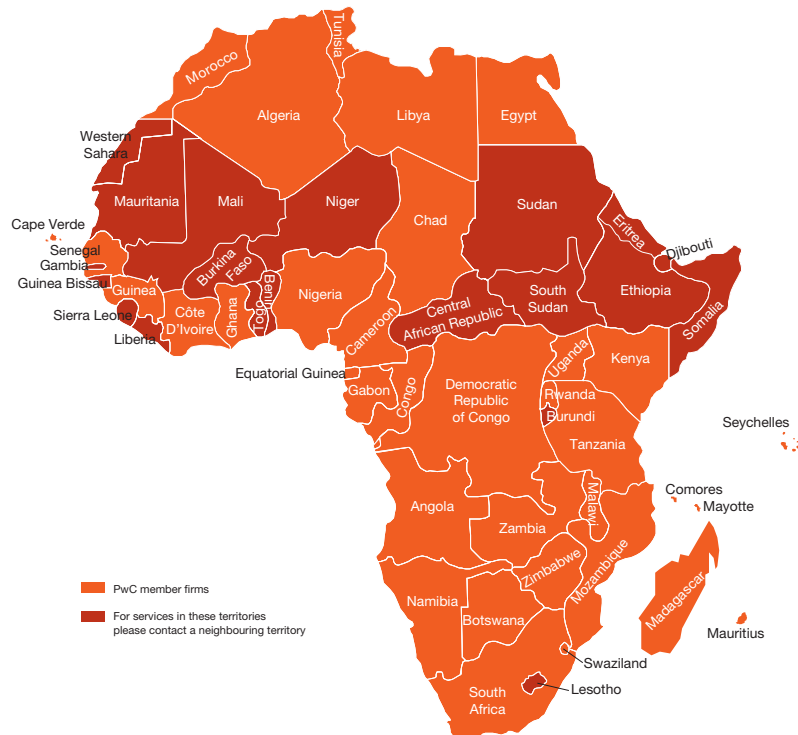 Tunisia
Morocco
Algeria
Libya
Egypt
Western
Sahara
Mauritania
Mali
Niger
Chad
Sudan
Eritrea
Cape Verde
Senegal
Gambia
Guinea Bissau
Guinea
Sierra Leone
Liberia
Côte
D'Ivoire
Burkina
Faso
Ghana
Togo
Benin
Nigeria
Cameroon
Central
African Republic
South
Sudan
Djibouti
Ethiopia
Somalia
Equatorial Guinea
Gabon
Congo
Democratic
Republic
of Congo
Uganda
Kenya
Rwanda
Burundi
Tanzania
Seychelles
Angola
Zambia
Malawi
Comores
Mayotte
Mozambique
Zimbabwe
Namibia
Botswana
Madagascar
Mauritius
Swaziland
Lesotho
South
Africa
PwC member firms
For services in these territories
please contact a neighbouring territory